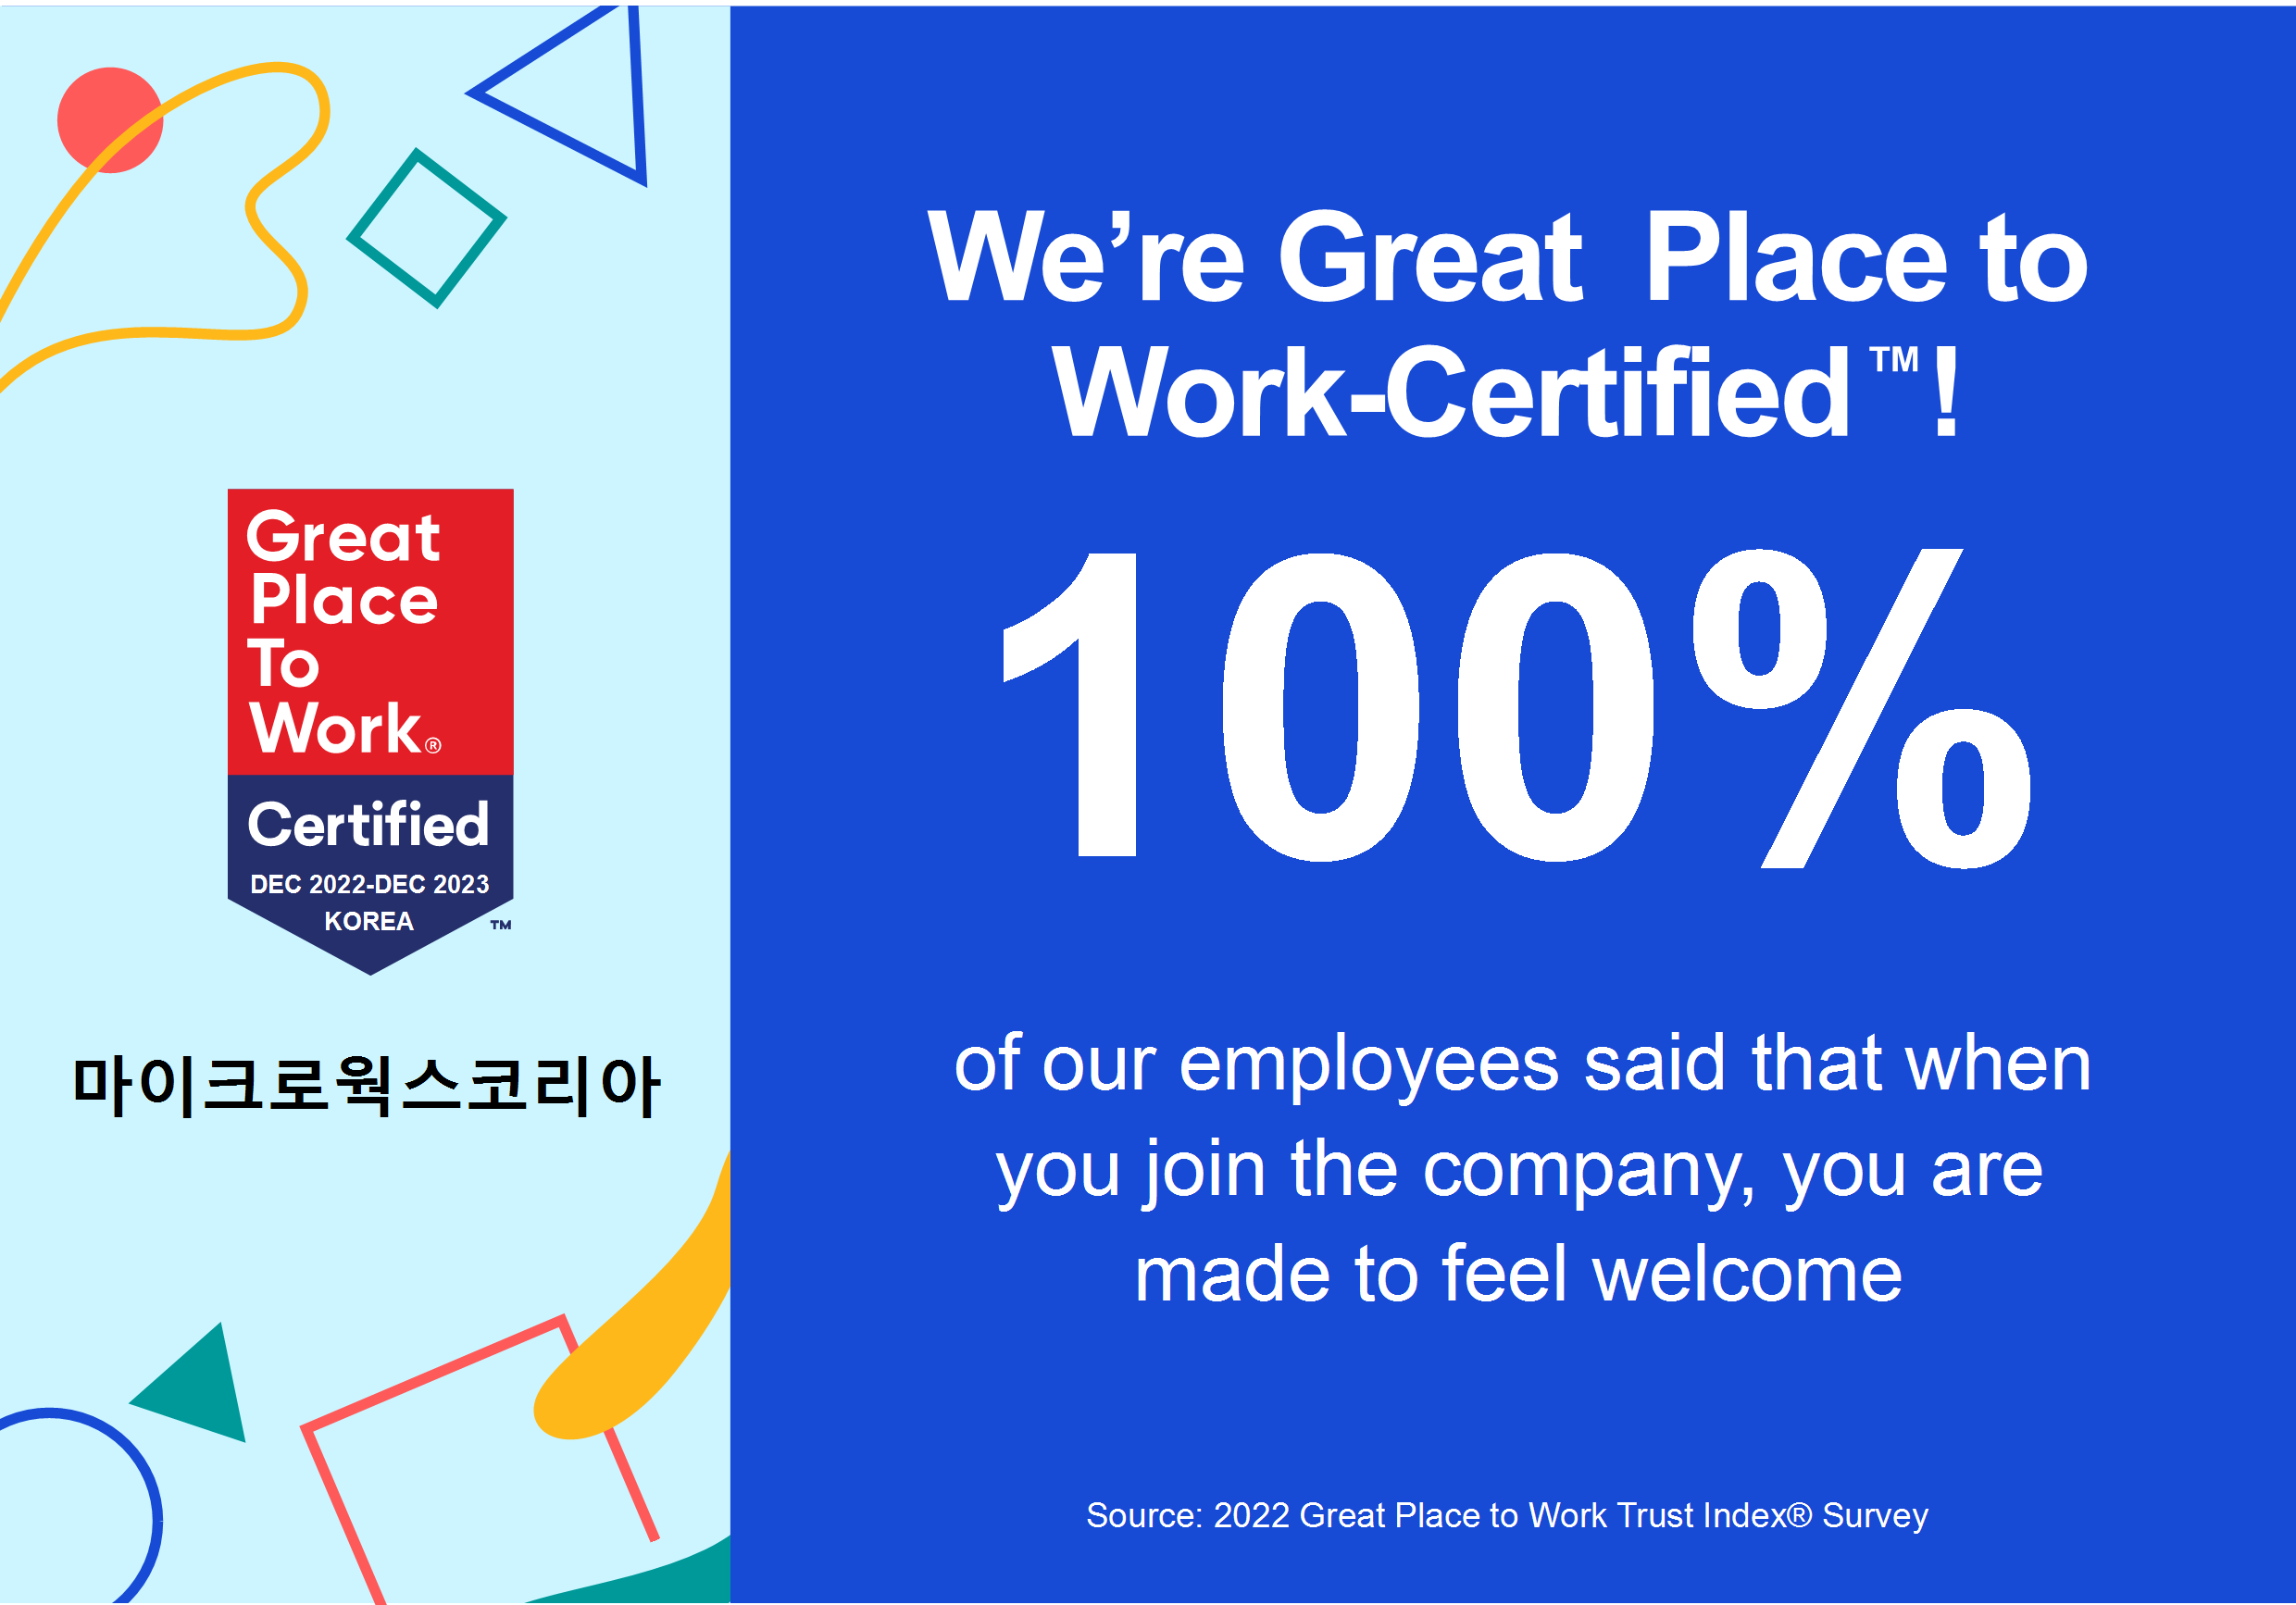 Great
Place
To
Work®
Certified
DEC 2022-DEC 2023
KOREA
™
마이크로웍스코리아
We’re Great Place to
Work-Certified™!
100%
of our employees said that when
you join the company, you are
made to feel welcome
Source: 2022 Great Place to Work Trust Index® Survey